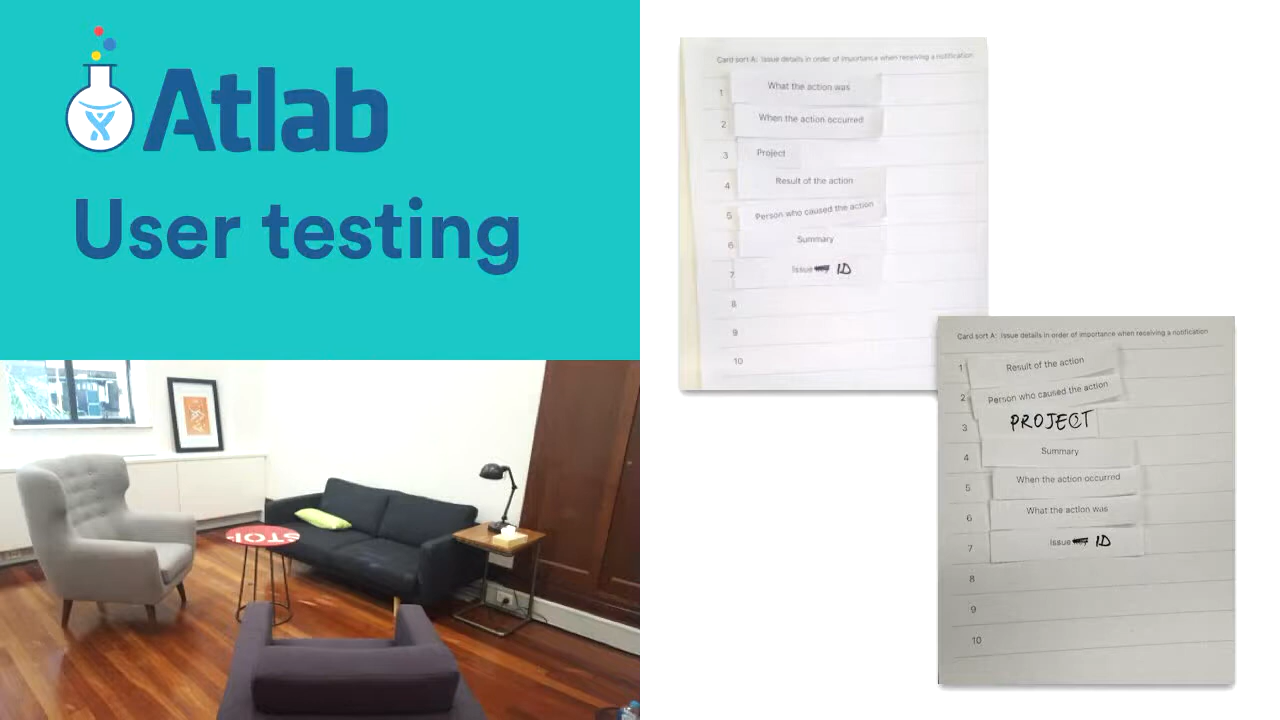 Atlab
User testing
STOP
Card sort A: Issue details in order of importance when receiving a notification
1 What the action was
2 When the action occurred
3 Project
4 Result of the action
5 Person who caused the action
6 Summary
7 Issue ID
8
9
10
Card sort A: Issue details in order of importance when receiving a notification
1 Result of the action
2 Person who caused the action
3 PROJECT
4 Summary
5 When the action occurred
6 What the action was
7 Issue ID
8
9
10